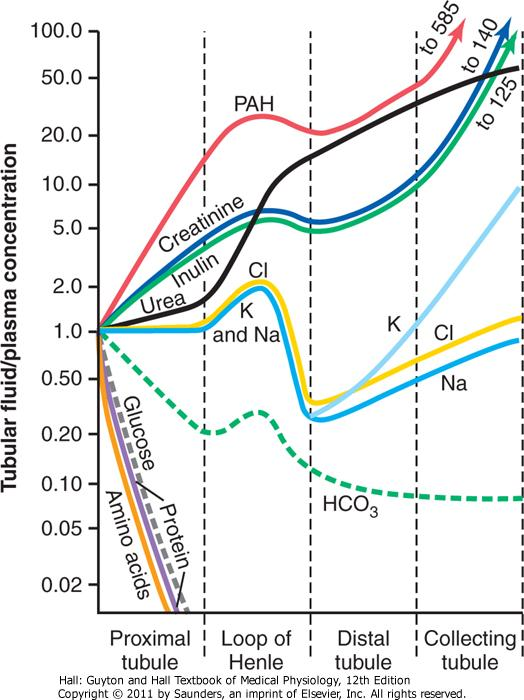 100.0
50.0
20.0
10.0
5.0
2.0
1.0
0.50
0.20
0.10
0.05
0.02
Tubular fluid/plasma concentration
to 585
to 140
to 125
PAH
Creatinine
Inulin
Urea
Cl
K
and Na
K
Cl
Na
Glucose
Protein
Amino acids
HCO3
Proximal
tubule
Loop of
Henle
Distal
tubule
Collecting
tubule
Hall: Guyton and Hall Textbook of Medical Physiology, 12th Edition
Copyright © 2011 by Saunders, an imprint of Elsevier, Inc. All rights reserved.